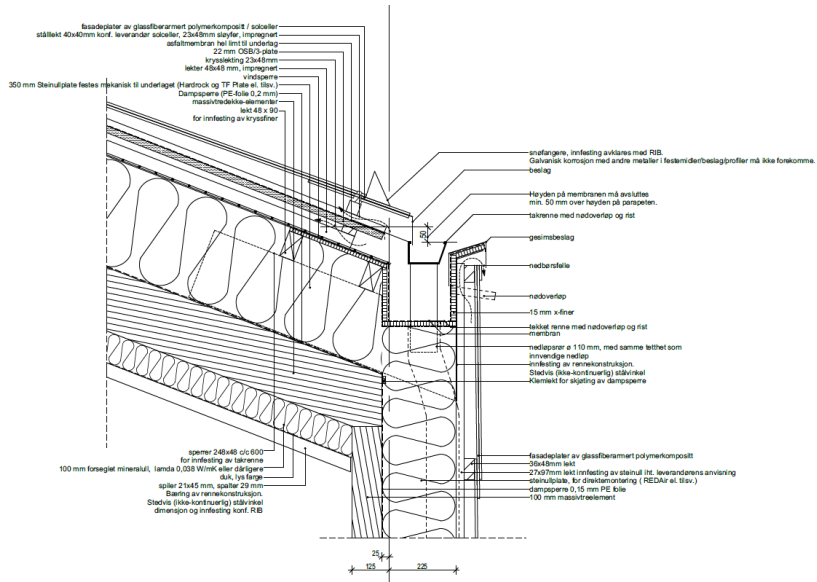 fasadeplater av glassfiberarmert polymerkompositt / solceller
stållekt 40x40mm konf. leverandør solceller, 23x48mm sløyfer, impregnert
asfaltmembran hel limt til underlag
22 mm OSB/3-plate
krysslekting 23x48mm
lekter 48x48 mm, impregnert
vindsperre
350 mm Steinullplate festes mekanisk til underlaget (Hardrock og TF Plate el. tilsv.)
Dampsperre (PE-folie 0,2 mm)
massivtredekke-elementer
lekt 48 x 90
for innfesting av kryssfiner
snøfangere, innfesting avklares med RIB.
Galvanisk korrosjon med andre metaller i festemidler/beslag/profiler må ikke forekomme.
beslag
Høyden på membranen må avsluttes
min. 50 mm over høyden på parapeten.
takrenne med nødoverløp og rist
50
gesimsbeslag
nedbørsfelle
nødoverløp
15 mm x-finer
tekket renne med nødoverløp og rist
membran
nedløpsrør ø 110 mm, med samme tetthet som
innvendige nedløp
innfesting av rennekonstruksjon.
Stedvis (ikke-kontinuerlig) stålvinkel
Klemlekt for skjøting av dampsperre
sperrer 248x48 c/c 600
for innfesting av takrenne
100 mm forseglet mineralull, lamda 0,038 W/mK eller dårligere
duk, lys farge
spiler 21x45 mm, spalter 29 mm
Bæring av rennekonstruksjon.
Stedvis (ikke-kontinuerlig) stålvinkel
dimensjon og innfesting konf. RIB
fasadeplater av glassfiberarmert polymerkompositt
36x48mm lekt
27x97mm lekt innfesting av steinull iht. leverandørens anvisning
steinullplate, for direktemontering ( REDAir el. tilsv.)
dampsperre 0,15 mm PE folie
100 mm massivtreelement
25
125
225